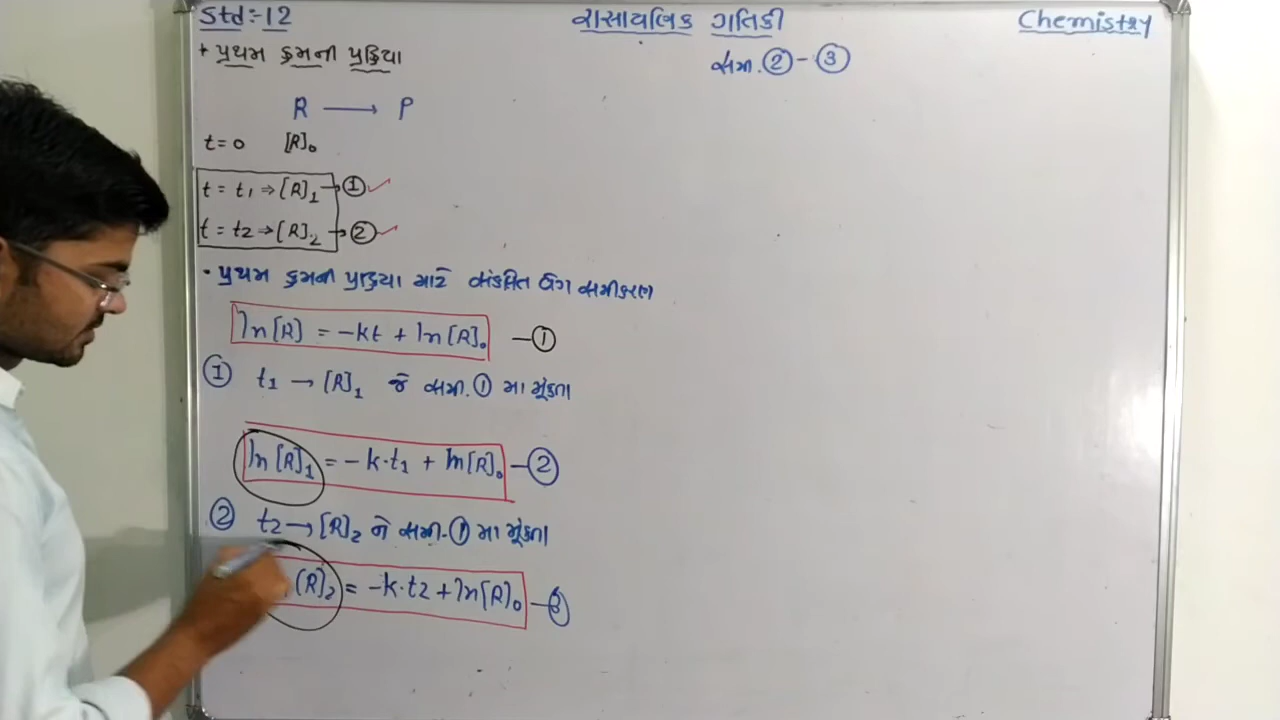 Std:-12
રાસાયણિક ગતિકી
Chemistry
+ પ્રથમ ક્રમની પ્રક્રિયા
સમી. ② - ③
R ⟶ P
t = 0 [R]₀
t = t₁ ⇒ [R]₁ → ① ✓
t = t₂ ⇒ [R]₂ → ② ✓
• પ્રથમ ક્રમની પ્રક્રિયા માટે સંકલિત વેગ સમીકરણ
ln[R] = -kt + ln[R]₀ — ①
① t₁ → [R]₁ ને સમી. ① મા મૂકતા
ln[R]₁ = -k·t₁ + ln[R]₀ — ②
② t₂ → [R]₂ ને સમી. ① મા મૂકતા
[R]₂ = -k·t₂ + ln[R]₀ — ③